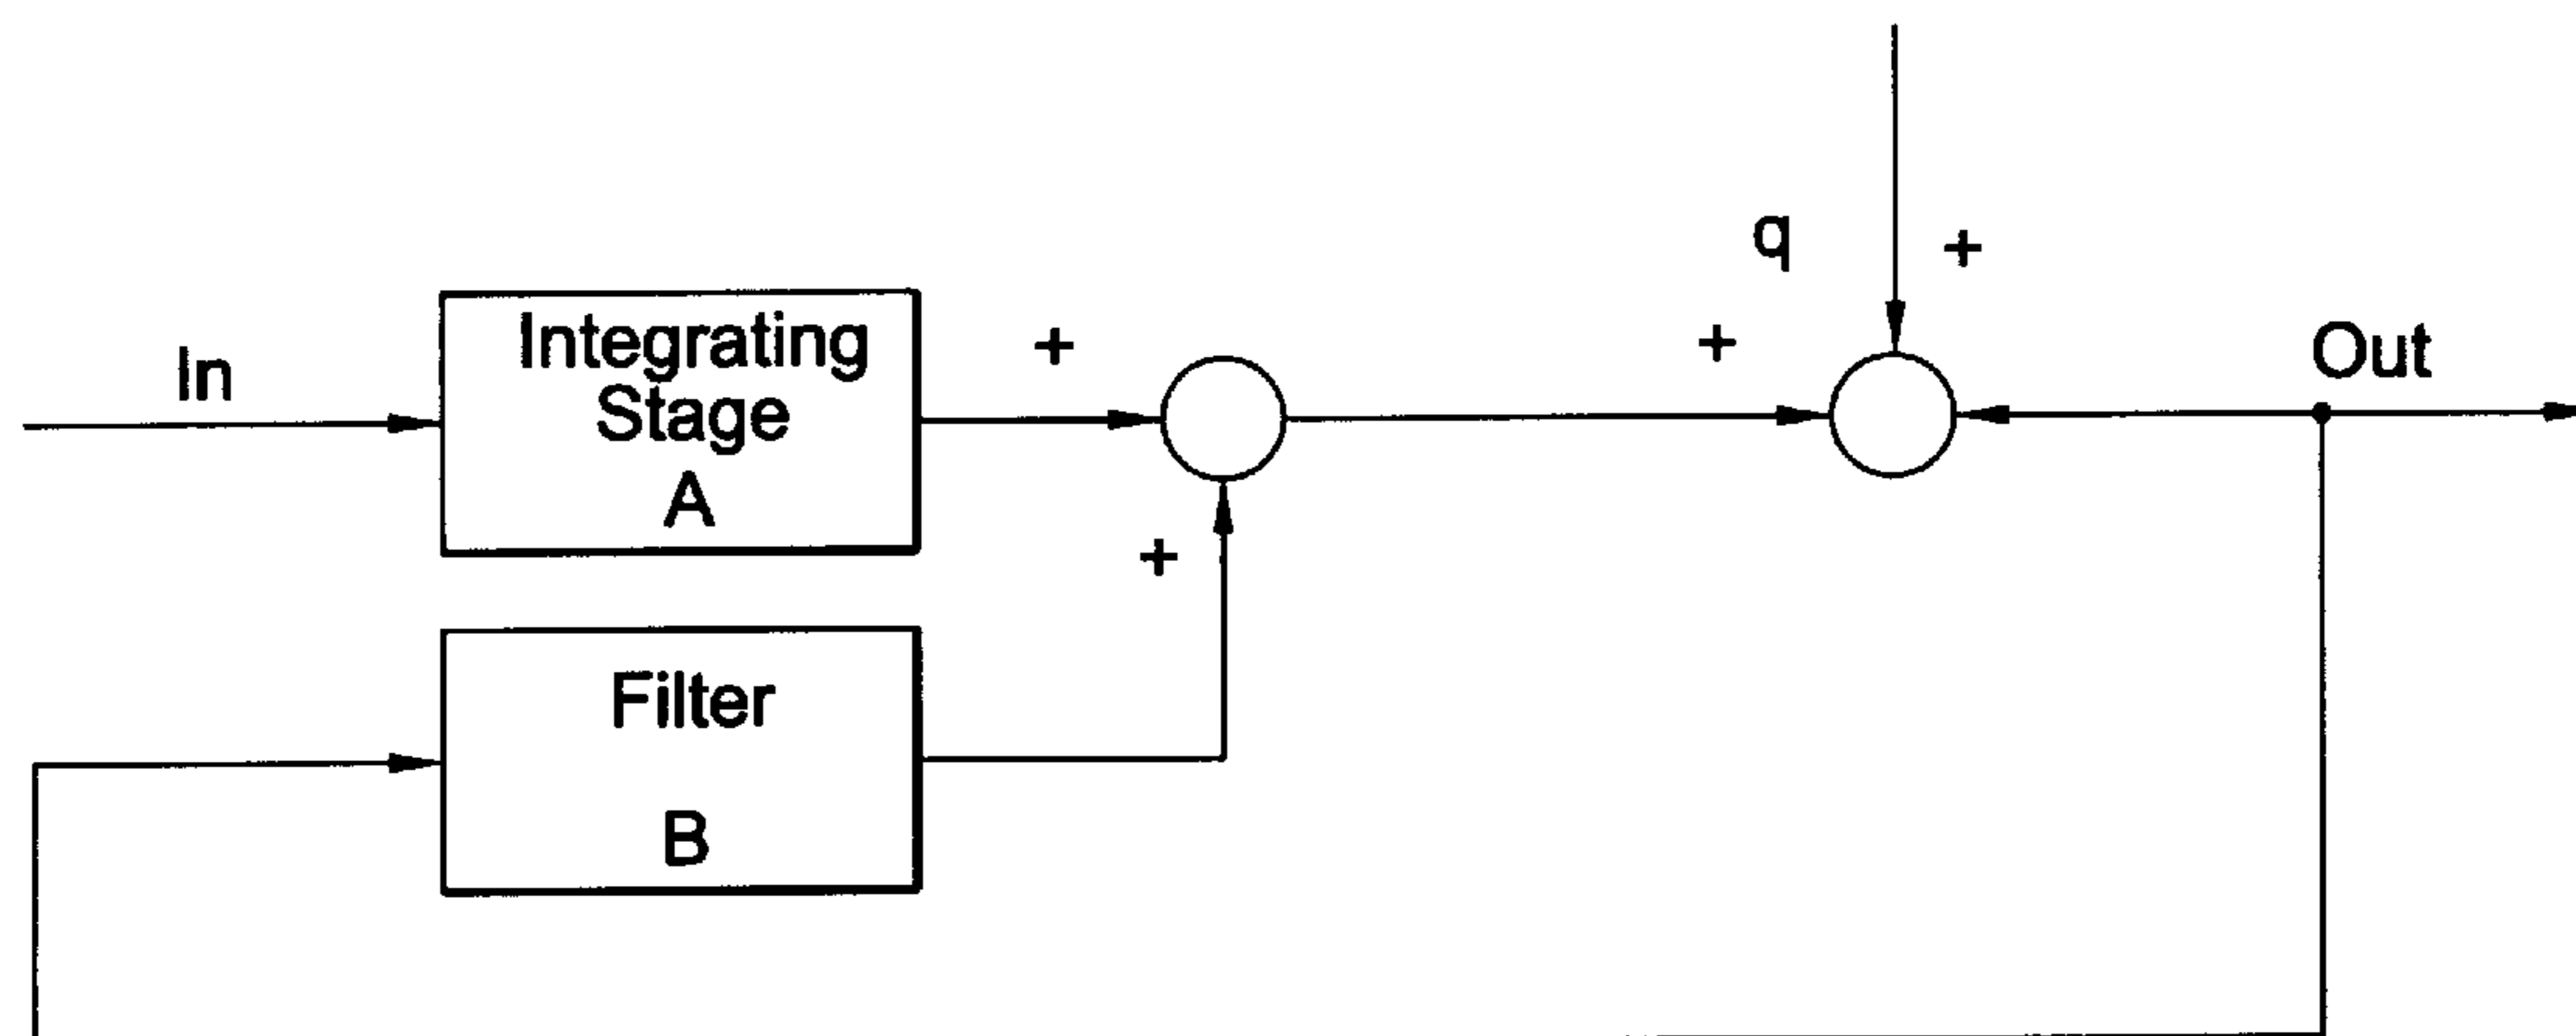 In
Integrating
Stage
A
+
+
q
+
+
Out
Filter
B